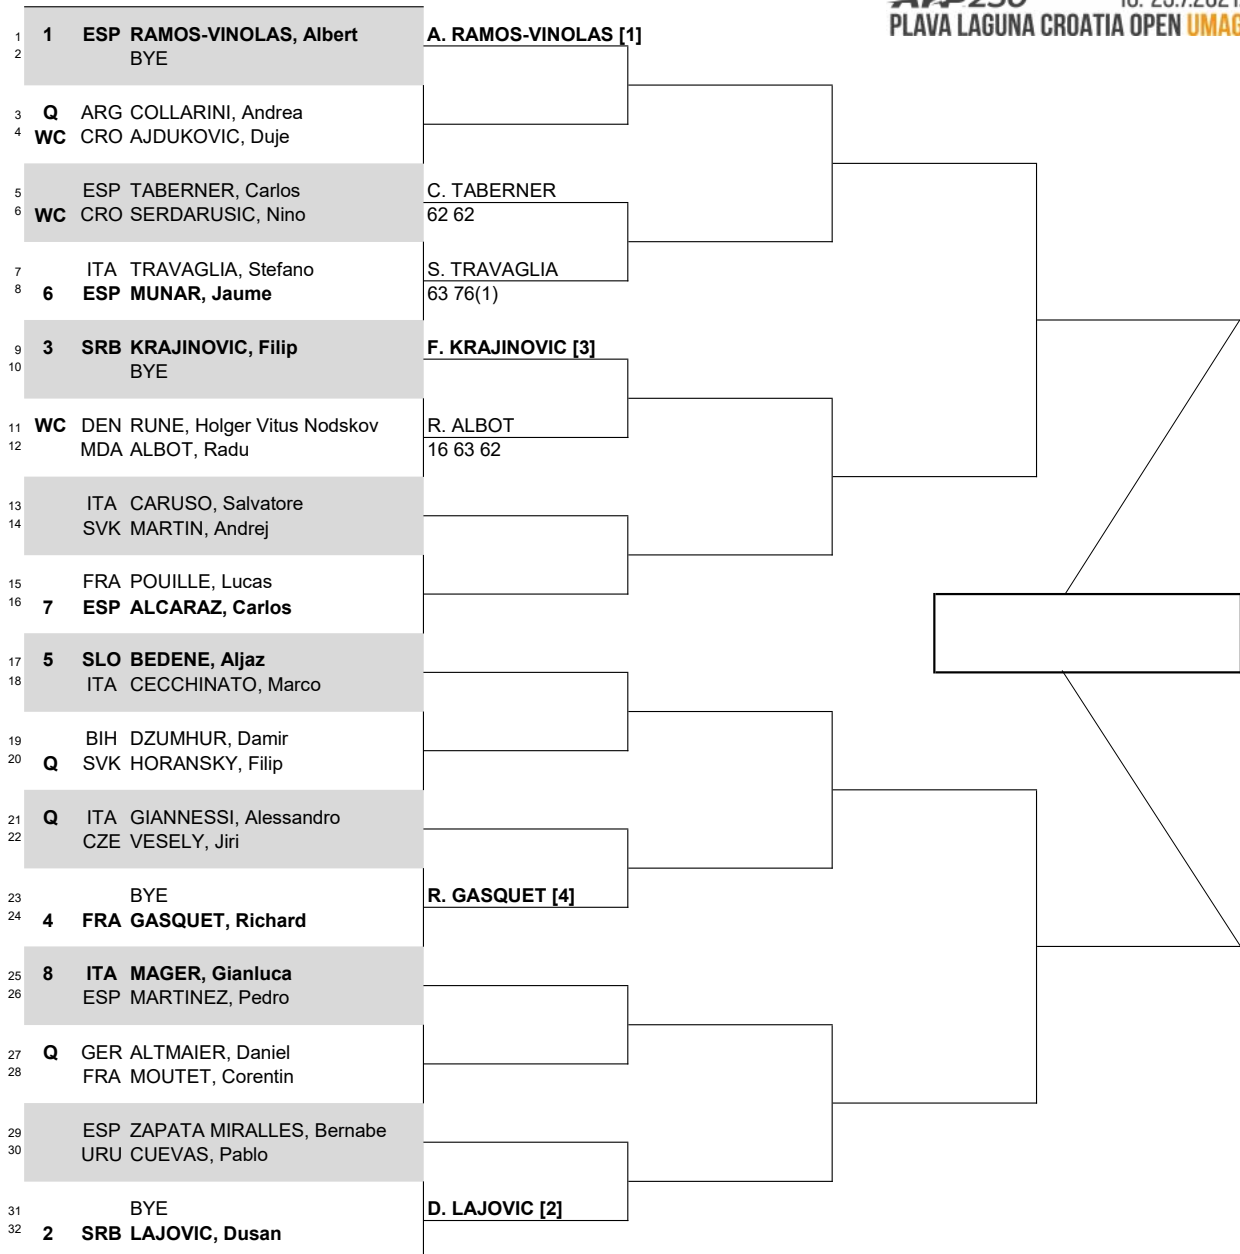 ATP250 18. - 25.7.2021.
PLAVA LAGUNA CROATIA OPEN UMAG
1 1 ESP RAMOS-VINOLAS, Albert A. RAMOS-VINOLAS [1]
2 BYE
3 Q ARG COLLARINI, Andrea
4 WC CRO AJDUKOVIC, Duje
5 ESP TABERNER, Carlos C. TABERNER
6 WC CRO SERDARUSIC, Nino 62 62
7 ITA TRAVAGLIA, Stefano S. TRAVAGLIA
8 6 ESP MUNAR, Jaume 63 76(1)
9 3 SRB KRAJINOVIC, Filip F. KRAJINOVIC [3]
10 BYE
11 WC DEN RUNE, Holger Vitus Nodskov R. ALBOT
12 MDA ALBOT, Radu 16 63 62
13 ITA CARUSO, Salvatore
14 SVK MARTIN, Andrej
15 FRA POUILLE, Lucas
16 7 ESP ALCARAZ, Carlos
17 5 SLO BEDENE, Aljaz
18 ITA CECCHINATO, Marco
19 BIH DZUMHUR, Damir
20 Q SVK HORANSKY, Filip
21 Q ITA GIANNESSI, Alessandro
22 CZE VESELY, Jiri
23 BYE R. GASQUET [4]
24 4 FRA GASQUET, Richard
25 8 ITA MAGER, Gianluca
26 ESP MARTINEZ, Pedro
27 Q GER ALTMAIER, Daniel
28 FRA MOUTET, Corentin
29 ESP ZAPATA MIRALLES, Bernabe
30 URU CUEVAS, Pablo
31 BYE D. LAJOVIC [2]
32 2 SRB LAJOVIC, Dusan